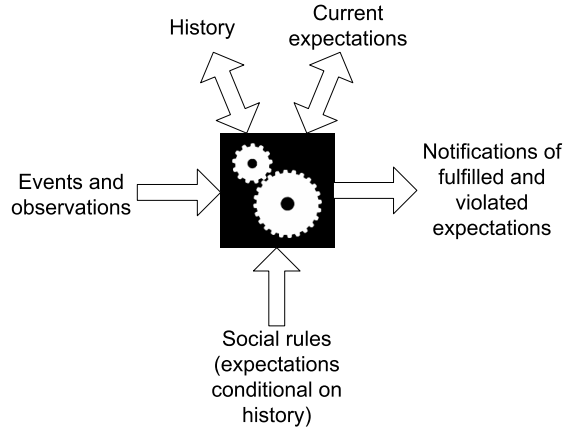 History
Current
expectations
Events and
observations
Notifications of
fulfilled and
violated
expectations
Social rules
(expectations
conditional on
history)